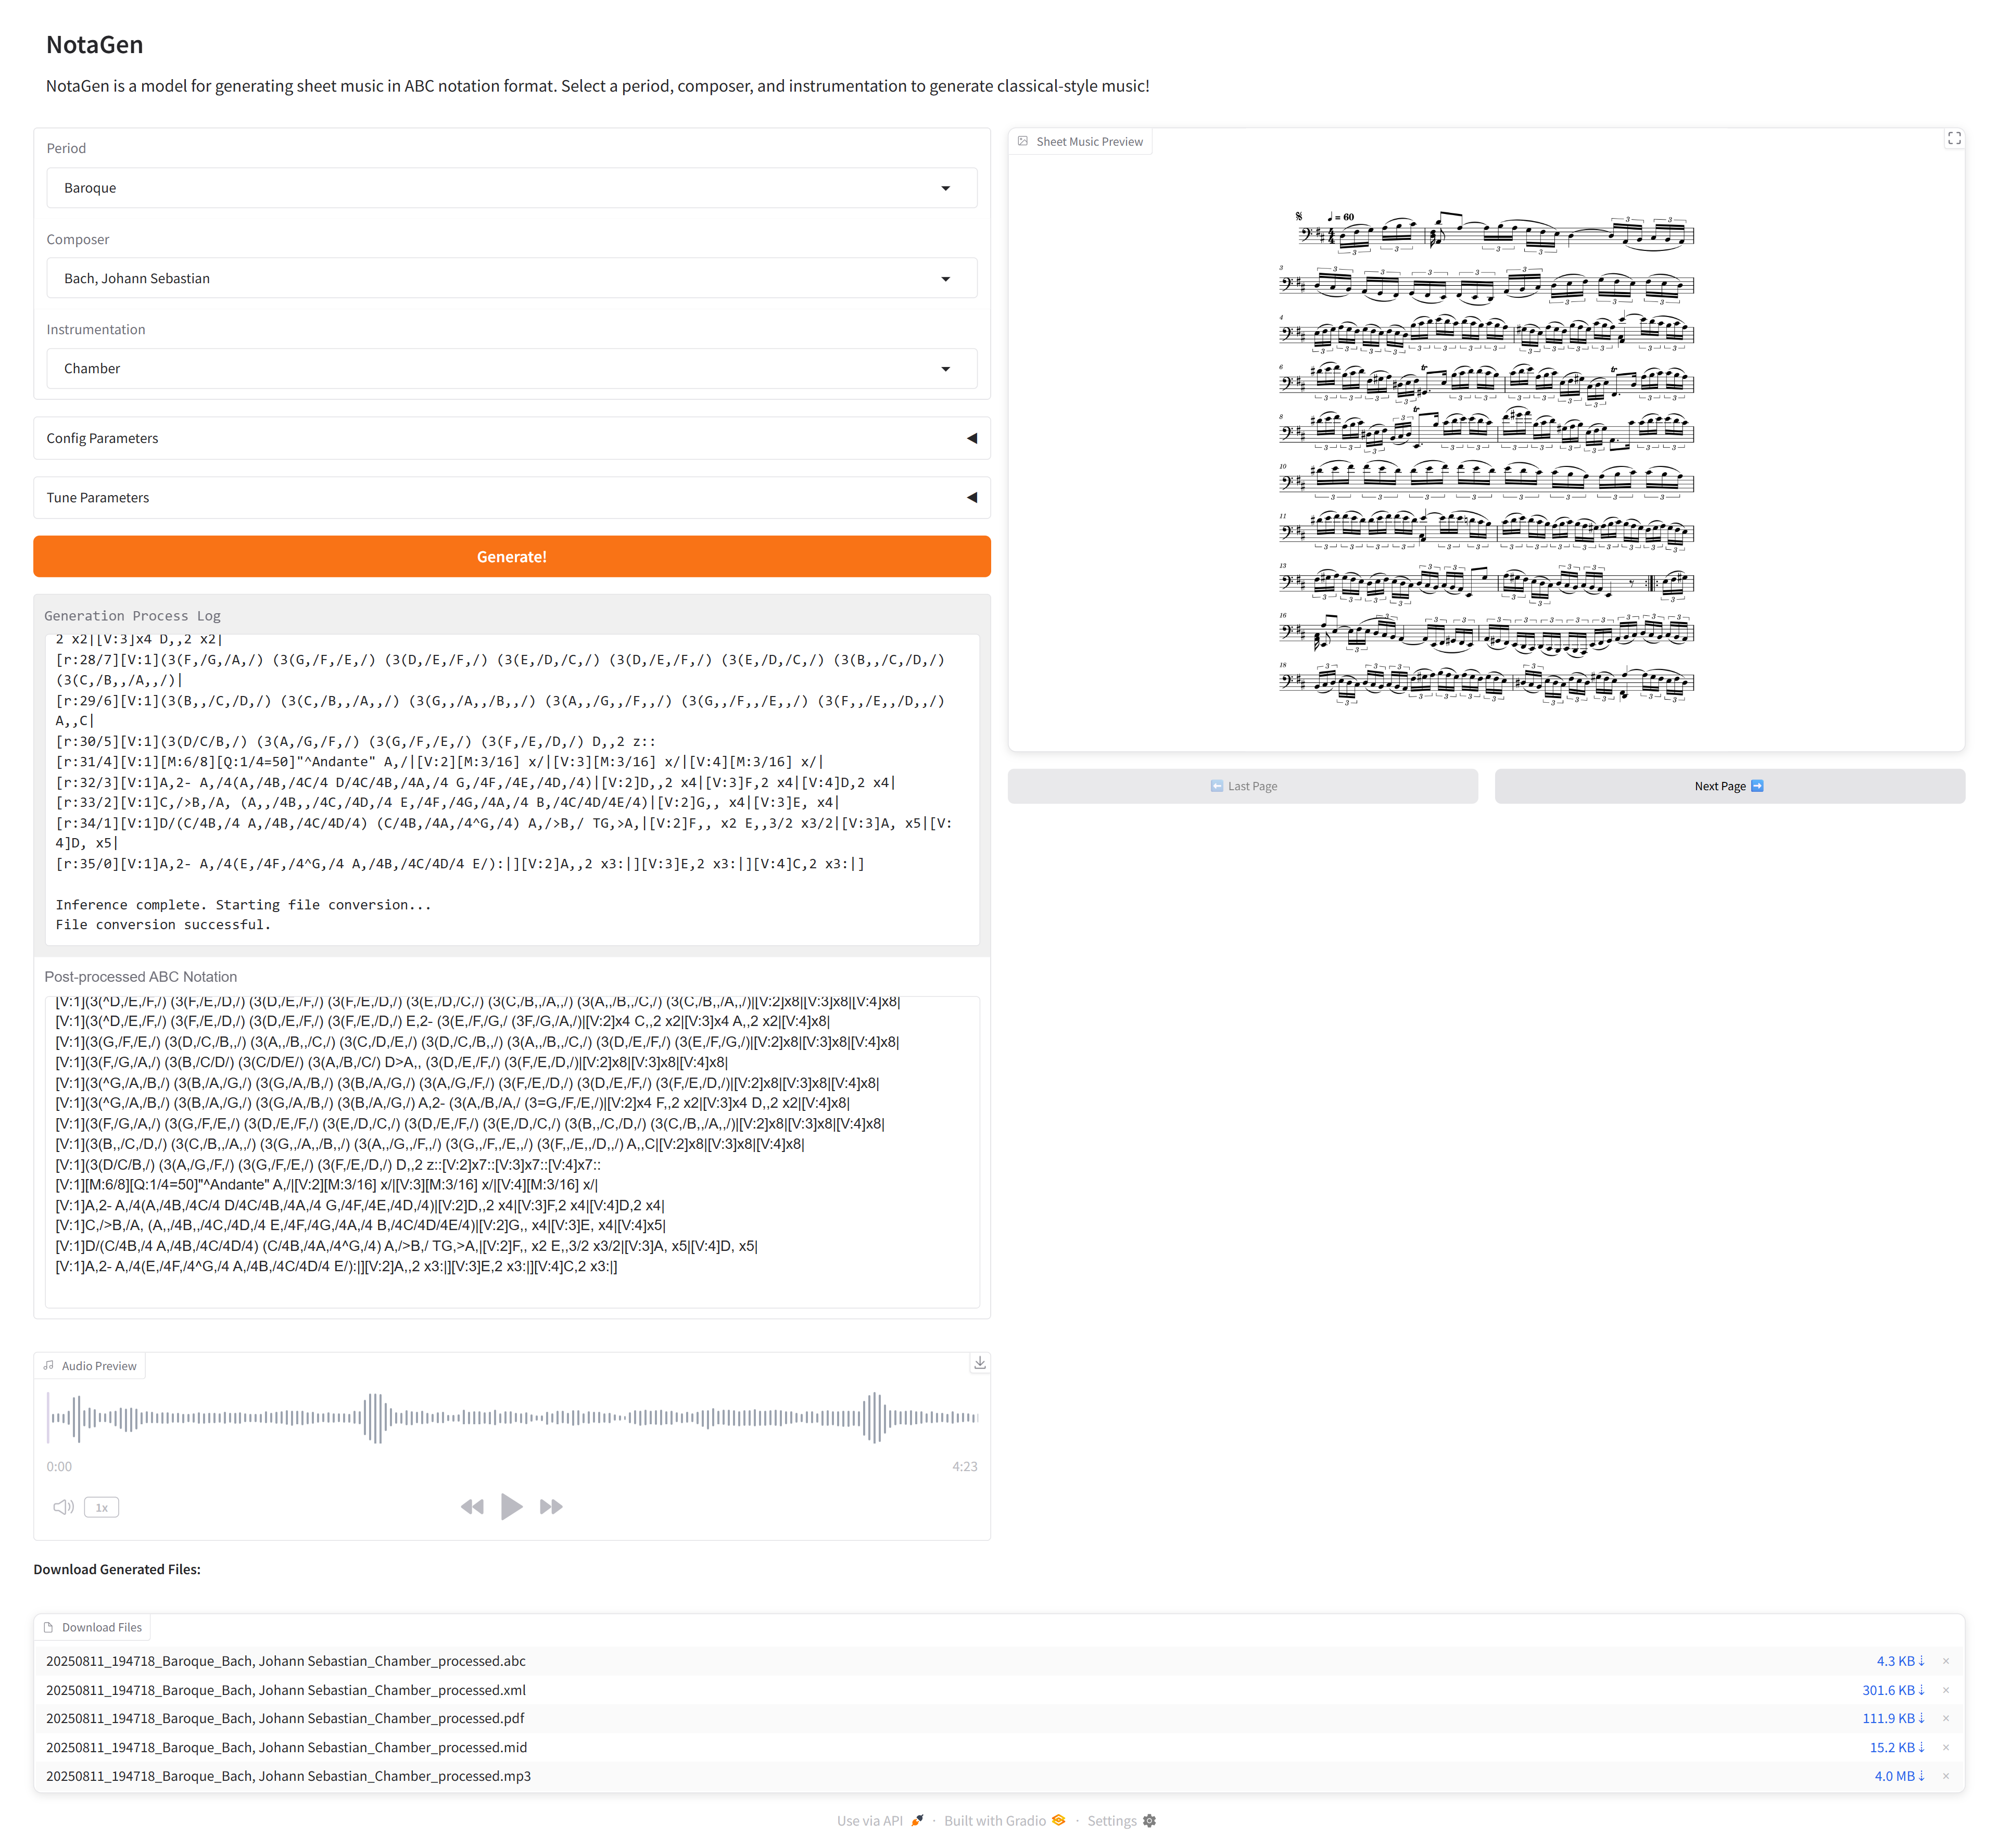 NotaGen
NotaGen is a model for generating sheet music in ABC notation format. Select a period, composer, and instrumentation to generate classical-style music!
Period
Baroque
Composer
Bach, Johann Sebastian
Instrumentation
Chamber
Config Parameters
Tune Parameters
Generate!
Generation Process Log
2 x2|[V:3]x4 D,,2 x2|
[r:28/7][V:1](3(F,/G,/A,/) (3(G,/F,/E,/) (3(D,/E,/F,/) (3(E,/D,/C,/) (3(D,/E,/F,/) (3(E,/D,/C,/) (3(B,,/C,/D,/)
(3(C,/B,,/A,,/)|
[r:29/6][V:1](3(B,,/C,/D,/) (3(C,/B,,/A,,/) (3(G,,/A,,/B,,/) (3(A,,/G,,/F,,/) (3(G,,/F,,/E,,/) (3(F,,/E,,/D,,/)
A,,C|
[r:30/5][V:1](3(D/C/B,/) (3(A,/G,/F,/) (3(G,/F,/E,/) (3(F,/E,/D,/) D,,2 z::
[r:31/4][V:1][M:6/8][Q:1/4=50]"^Andante" A,/|[V:2][M:3/16] x/|[V:3][M:3/16] x/|[V:4][M:3/16] x/|
[r:32/3][V:1]A,2- A,/4(A,/4B,/4C/4 D/4C/4B,/4A,/4 G,/4F,/4E,/4D,/4)|[V:2]D,,2 x4|[V:3]F,2 x4|[V:4]D,2 x4|
[r:33/2][V:1]C,/>B,/A, (A,,/4B,,/4C,/4D,/4 E,/4F,/4G,/4A,/4 B,/4C/4D/4E/4)|[V:2]G,, x4|[V:3]E, x4|
[r:34/1][V:1]D/(C/4B,/4 A,/4B,/4C/4D/4) (C/4B,/4A,/4^G,/4) A,/>B,/ TG,>A,|[V:2]F,, x2 E,,3/2 x3/2|[V:3]A, x5|[V:
4]D, x5|
[r:35/0][V:1]A,2- A,/4(E,/4F,/4^G,/4 A,/4B,/4C/4D/4 E/):|][V:2]A,,2 x3:|][V:3]E,2 x3:|][V:4]C,2 x3:|]
Inference complete. Starting file conversion...
File conversion successful.
Post-processed ABC Notation
[V:1](3(^D,/E,/F,/) (3(F,/E,/D,/) (3(D,/E,/F,/) (3(F,/E,/D,/) (3(E,/D,/C,/) (3(C,/B,,/A,,/) (3(A,,/B,,/C,/) (3(C,/B,,/A,,/)|[V:2]x8|[V:3]x8|[V:4]x8|
[V:1](3(^D,/E,/F,/) (3(F,/E,/D,/) (3(D,/E,/F,/) (3(F,/E,/D,/) E,2- (3(E,/F,/G,/ (3F,/G,/A,/)|[V:2]x4 C,,2 x2|[V:3]x4 A,,2 x2|[V:4]x8|
[V:1](3(G,/F,/E,/) (3(D,/C,/B,,/) (3(A,,/B,,/C,/) (3(C,/D,/E,/) (3(D,/C,/B,,/) (3(A,,/B,,/C,/) (3(D,/E,/F,/) (3(E,/F,/G,/)|[V:2]x8|[V:3]x8|[V:4]x8|
[V:1](3(F,/G,/A,/) (3(B,/C/D/) (3(C/D/E/) (3(A,/B,/C/) D>A,, (3(D,/E,/F,/) (3(F,/E,/D,/)|[V:2]x8|[V:3]x8|[V:4]x8|
[V:1](3(^G,/A,/B,/) (3(B,/A,/G,/) (3(G,/A,/B,/) (3(B,/A,/G,/) (3(A,/G,/F,/) (3(F,/E,/D,/) (3(D,/E,/F,/) (3(F,/E,/D,/)|[V:2]x8|[V:3]x8|[V:4]x8|
[V:1](3(^G,/A,/B,/) (3(B,/A,/G,/) (3(G,/A,/B,/) (3(B,/A,/G,/) A,2- (3(A,/B,/A,/ (3=G,/F,/E,/)|[V:2]x4 F,,2 x2|[V:3]x4 D,,2 x2|[V:4]x8|
[V:1](3(F,/G,/A,/) (3(G,/F,/E,/) (3(D,/E,/F,/) (3(E,/D,/C,/) (3(D,/E,/F,/) (3(E,/D,/C,/) (3(B,,/C,/D,/) (3(C,/B,,/A,,/)|[V:2]x8|[V:3]x8|[V:4]x8|
[V:1](3(B,,/C,/D,/) (3(C,/B,,/A,,/) (3(G,,/A,,/B,,/) (3(A,,/G,,/F,,/) (3(G,,/F,,/E,,/) (3(F,,/E,,/D,,/) A,,C|[V:2]x8|[V:3]x8|[V:4]x8|
[V:1](3(D/C/B,/) (3(A,/G,/F,/) (3(G,/F,/E,/) (3(F,/E,/D,/) D,,2 z::[V:2]x7::[V:3]x7::[V:4]x7::
[V:1][M:6/8][Q:1/4=50]"^Andante" A,/|[V:2][M:3/16] x/|[V:3][M:3/16] x/|[V:4][M:3/16] x/|
[V:1]A,2- A,/4(A,/4B,/4C/4 D/4C/4B,/4A,/4 G,/4F,/4E,/4D,/4)|[V:2]D,,2 x4|[V:3]F,2 x4|[V:4]D,2 x4|
[V:1]C,/>B,/A, (A,,/4B,,/4C,/4D,/4 E,/4F,/4G,/4A,/4 B,/4C/4D/4E/4)|[V:2]G,, x4|[V:3]E, x4|[V:4]x5|
[V:1]D/(C/4B,/4 A,/4B,/4C/4D/4) (C/4B,/4A,/4^G,/4) A,/>B,/ TG,>A,|[V:2]F,, x2 E,,3/2 x3/2|[V:3]A, x5|[V:4]D, x5|
[V:1]A,2- A,/4(E,/4F,/4^G,/4 A,/4B,/4C/4D/4 E/):|][V:2]A,,2 x3:|][V:3]E,2 x3:|][V:4]C,2 x3:|]
Audio Preview
0:00
4:23
1x
Sheet Music Preview
= 60
3
4
6
8
10
11
13
16
18
Last Page
Next Page
Download Generated Files:
Download Files
20250811_194718_Baroque_Bach, Johann Sebastian_Chamber_processed.abc 4.3 KB ⇣ ×
20250811_194718_Baroque_Bach, Johann Sebastian_Chamber_processed.xml 301.6 KB ⇣ ×
20250811_194718_Baroque_Bach, Johann Sebastian_Chamber_processed.pdf 111.9 KB ⇣ ×
20250811_194718_Baroque_Bach, Johann Sebastian_Chamber_processed.mid 15.2 KB ⇣ ×
20250811_194718_Baroque_Bach, Johann Sebastian_Chamber_processed.mp3 4.0 MB ⇣ ×
Use via API · Built with Gradio · Settings